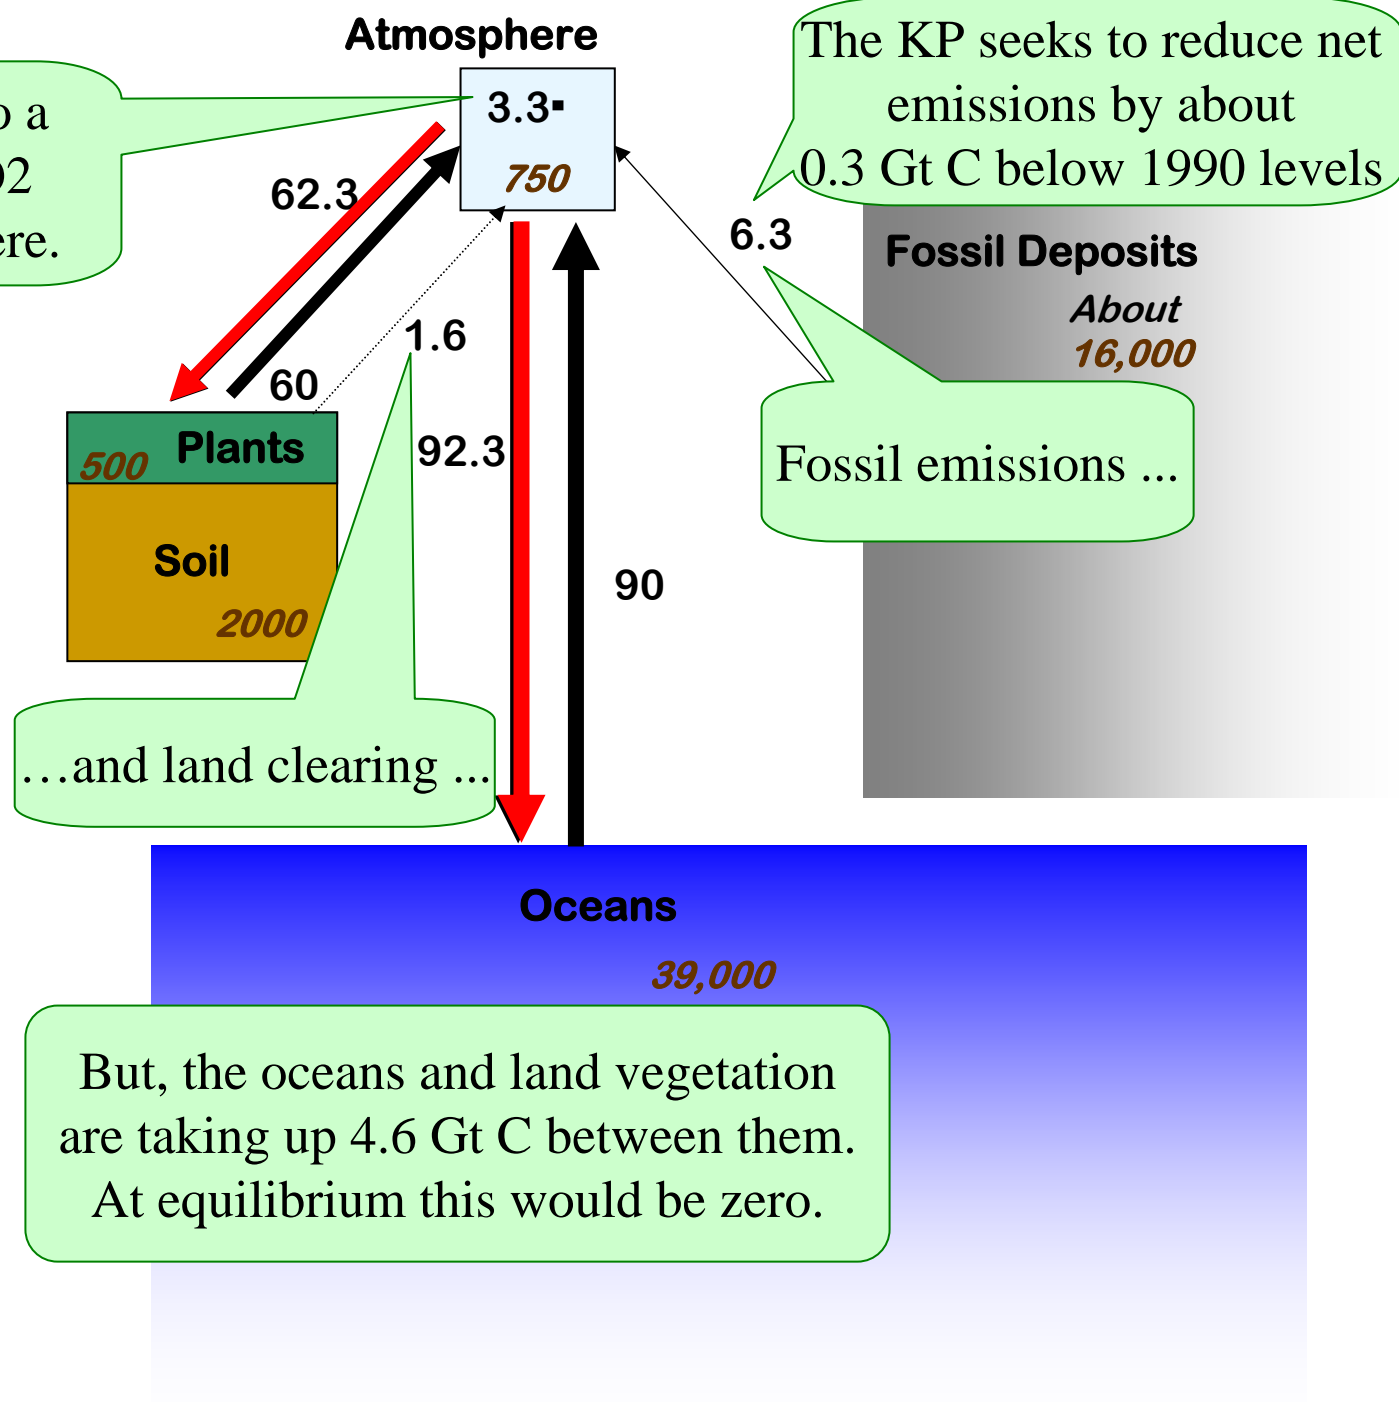 Atmosphere
The KP seeks to reduce net
emissions by about
0.3 Gt C below 1990 levels
a
3.3▪
750
62.3
6.3
Fossil Deposits
About
16,000
1.6
60
92.3
Plants
500
Fossil emissions ...
Soil
2000
90
…and land clearing ...
Oceans
39,000
But, the oceans and land vegetation
are taking up 4.6 Gt C between them.
At equilibrium this would be zero.